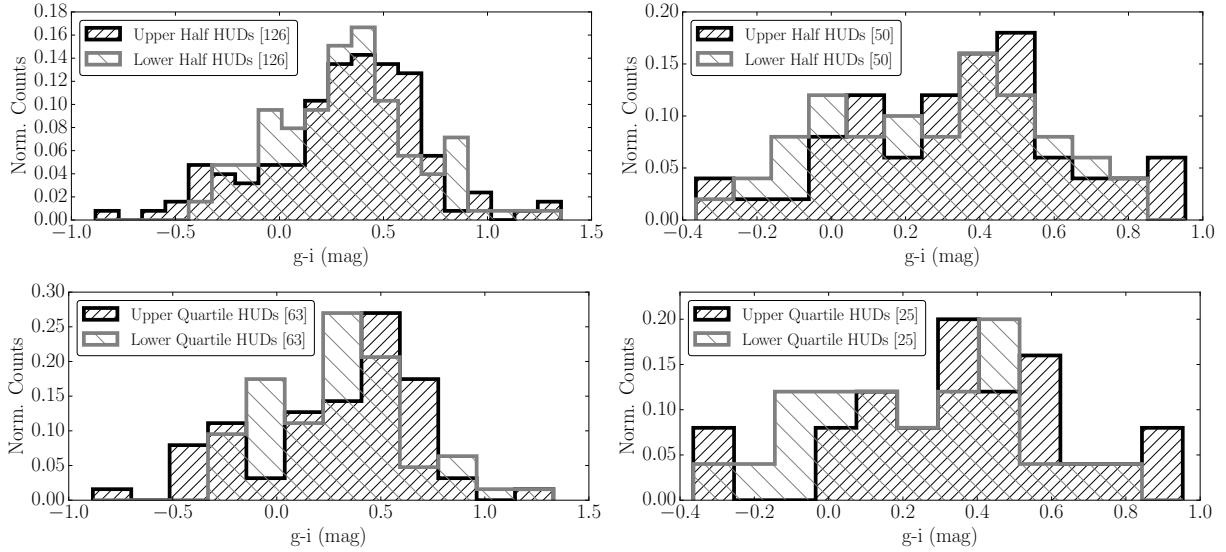 0.18
0.16
0.14
0.12
0.10
0.08
0.06
0.04
0.02
0.00
Norm. Counts
Upper Half HUDs [126]
Lower Half HUDs [126]
−1.0 −0.5 0.0 0.5 1.0 1.5
g-i (mag)
0.20
0.15
0.10
0.05
0.00
Norm. Counts
Upper Half HUDs [50]
Lower Half HUDs [50]
−0.4 −0.2 0.0 0.2 0.4 0.6 0.8 1.0
g-i (mag)
0.30
0.25
0.20
0.15
0.10
0.05
0.00
Norm. Counts
Upper Quartile HUDs [63]
Lower Quartile HUDs [63]
−1.0 −0.5 0.0 0.5 1.0 1.5
g-i (mag)
0.20
0.15
0.10
0.05
0.00
Norm. Counts
Upper Quartile HUDs [25]
Lower Quartile HUDs [25]
−0.4 −0.2 0.0 0.2 0.4 0.6 0.8 1.0
g-i (mag)